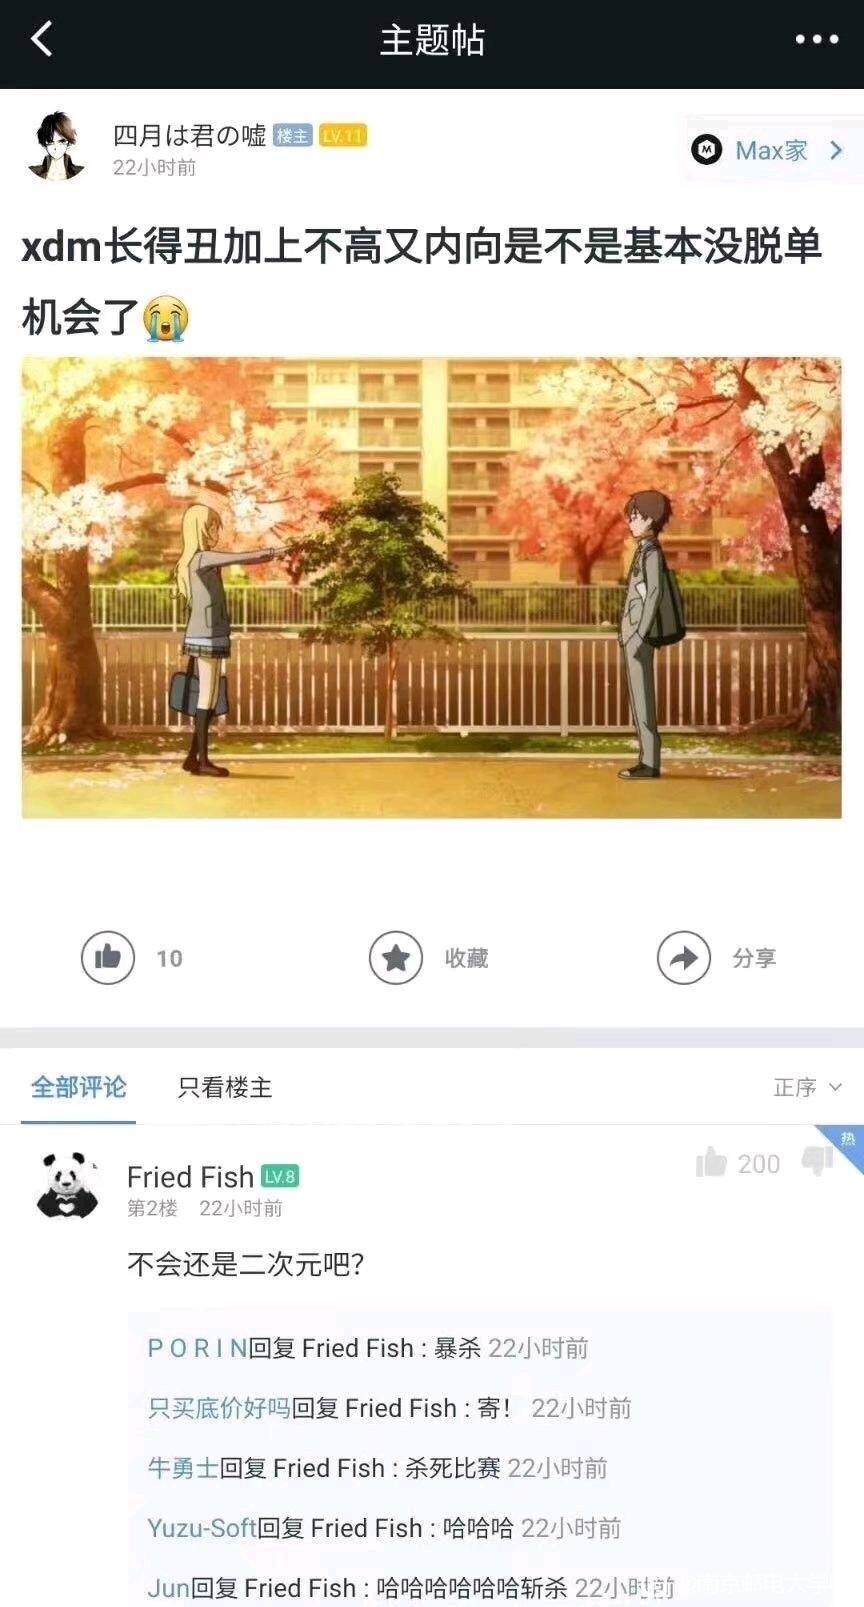 主题帖
四月は君の嘘 楼主 LV.11
22小时前
Max家
xdm长得丑加上不高又内向是不是基本没脱单
机会了😭
10 收藏 分享
全部评论 只看楼主 正序
热
Fried Fish LV.8
200
第2楼 22小时前
不会还是二次元吧?
P O R I N回复 Fried Fish : 暴杀 22小时前
只买底价好吗回复 Fried Fish : 寄! 22小时前
牛勇士回复 Fried Fish : 杀死比赛 22小时前
Yuzu-Soft回复 Fried Fish : 哈哈哈 22小时前
Jun回复 Fried Fish : 哈哈哈哈哈哈斩杀 22小时前